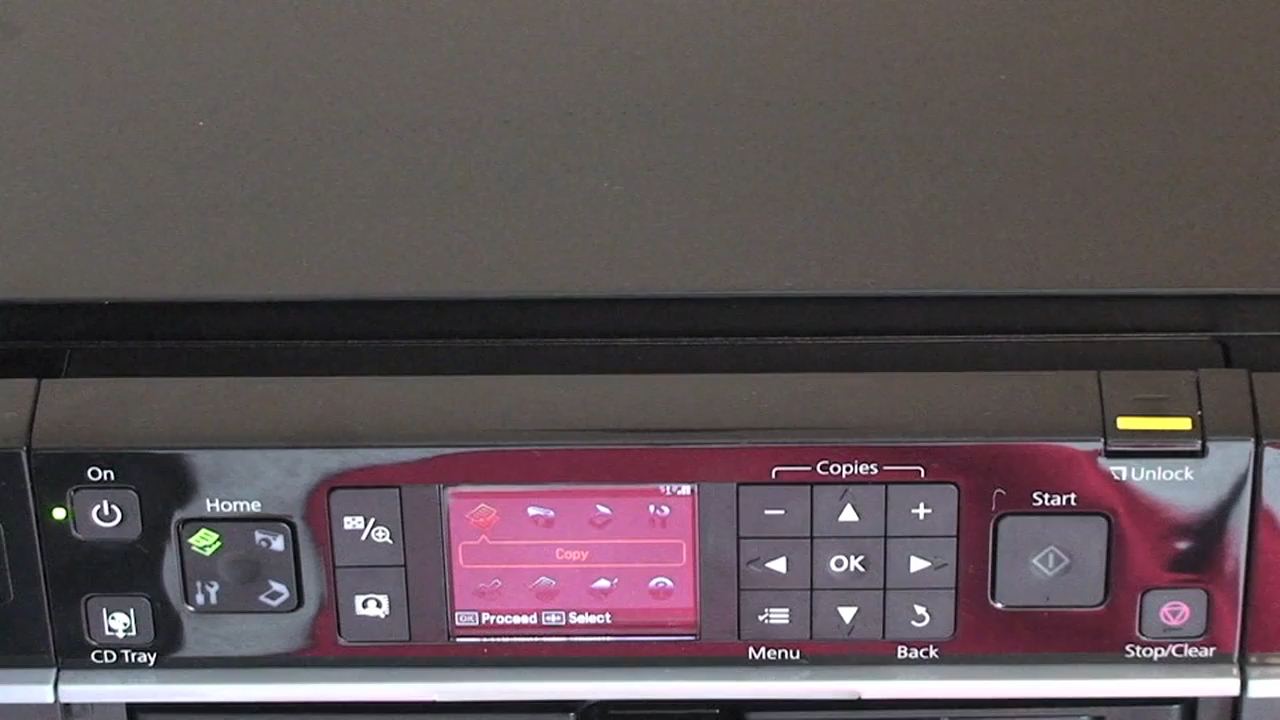 On
Home
CD Tray
Copy
OK Proceed Select
Copies
OK
Menu
Back
Start
Unlock
Stop/Clear